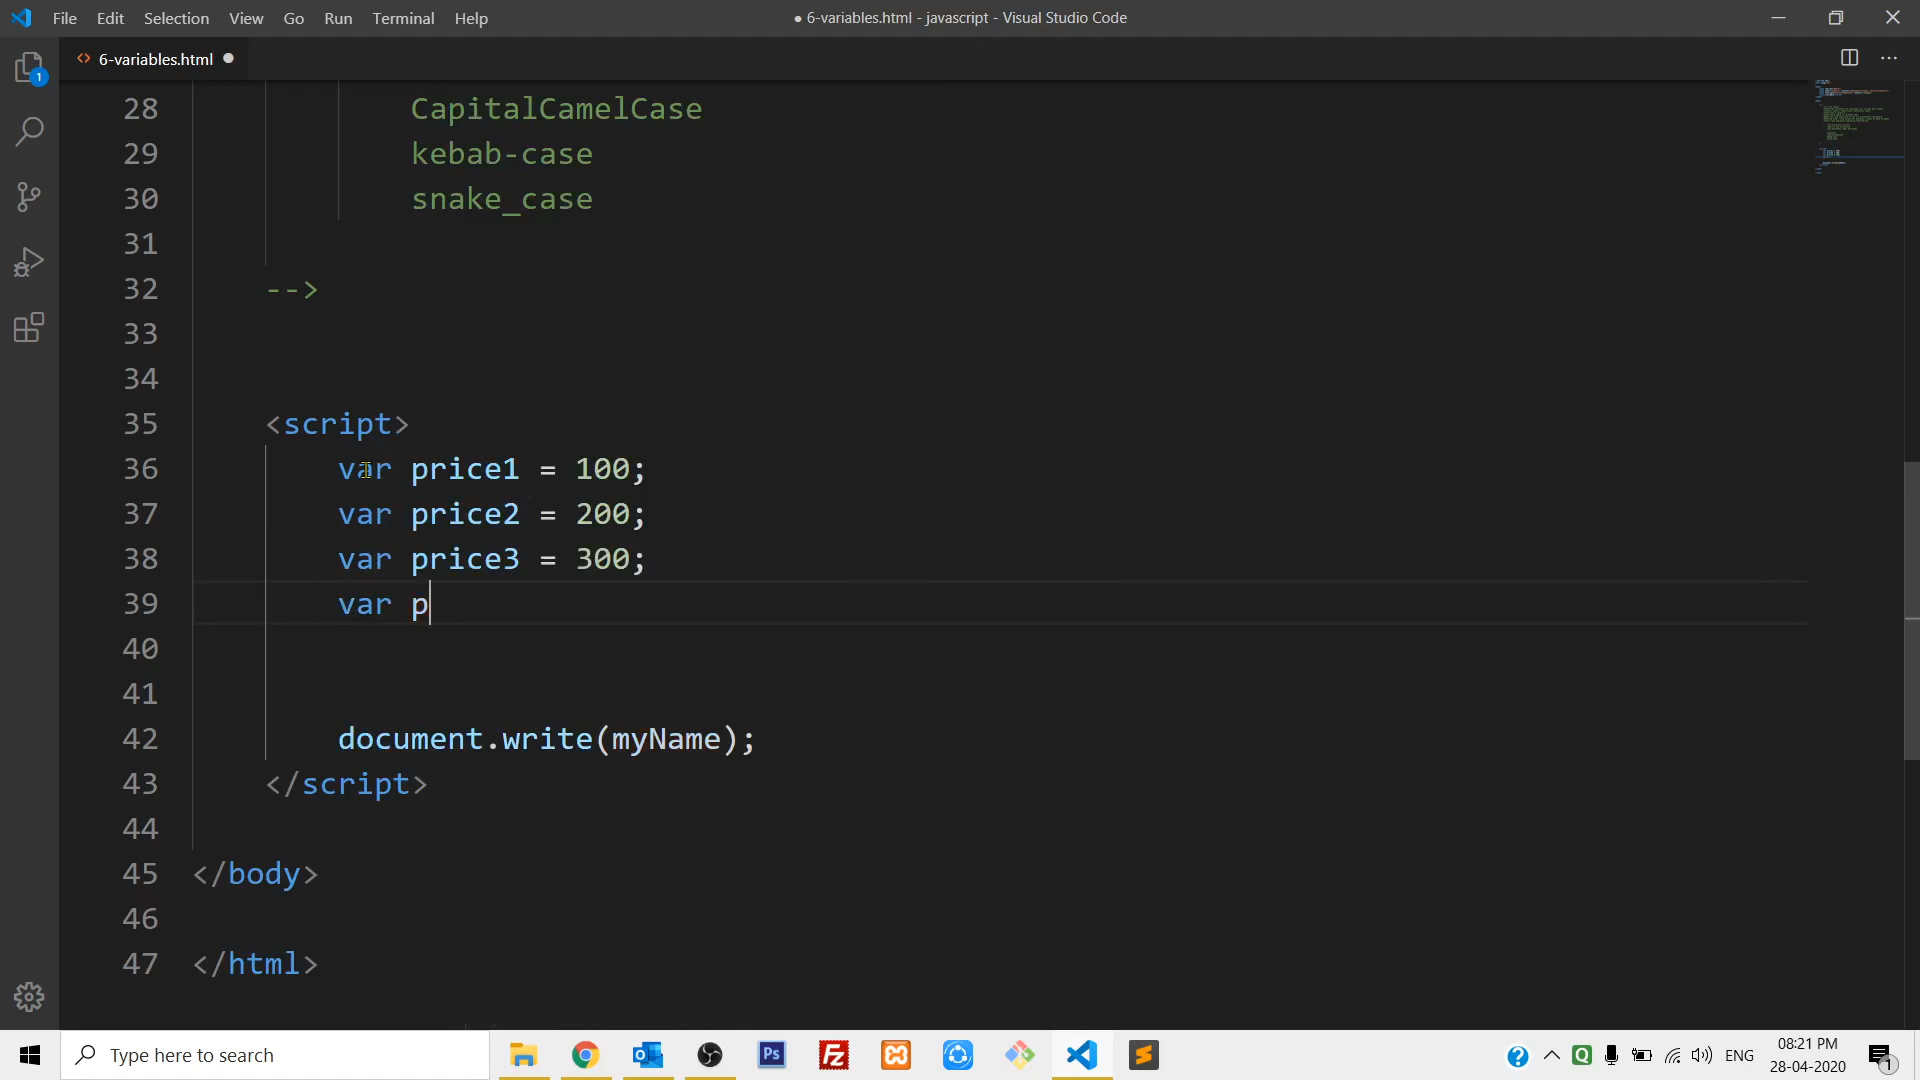 File Edit Selection View Go Run Terminal Help
● 6-variables.html - javascript - Visual Studio Code
6-variables.html
1
28 CapitalCamelCase
29 kebab-case
30 snake_case
31
32 -->
33
34
35 <script>
36 var price1 = 100;
37 var price2 = 200;
38 var price3 = 300;
39 var p
40
41
42 document.write(myName);
43 </script>
44
45 </body>
46
47 </html>
Type here to search
Ps
ENG
08:21 PM
28-04-2020
1